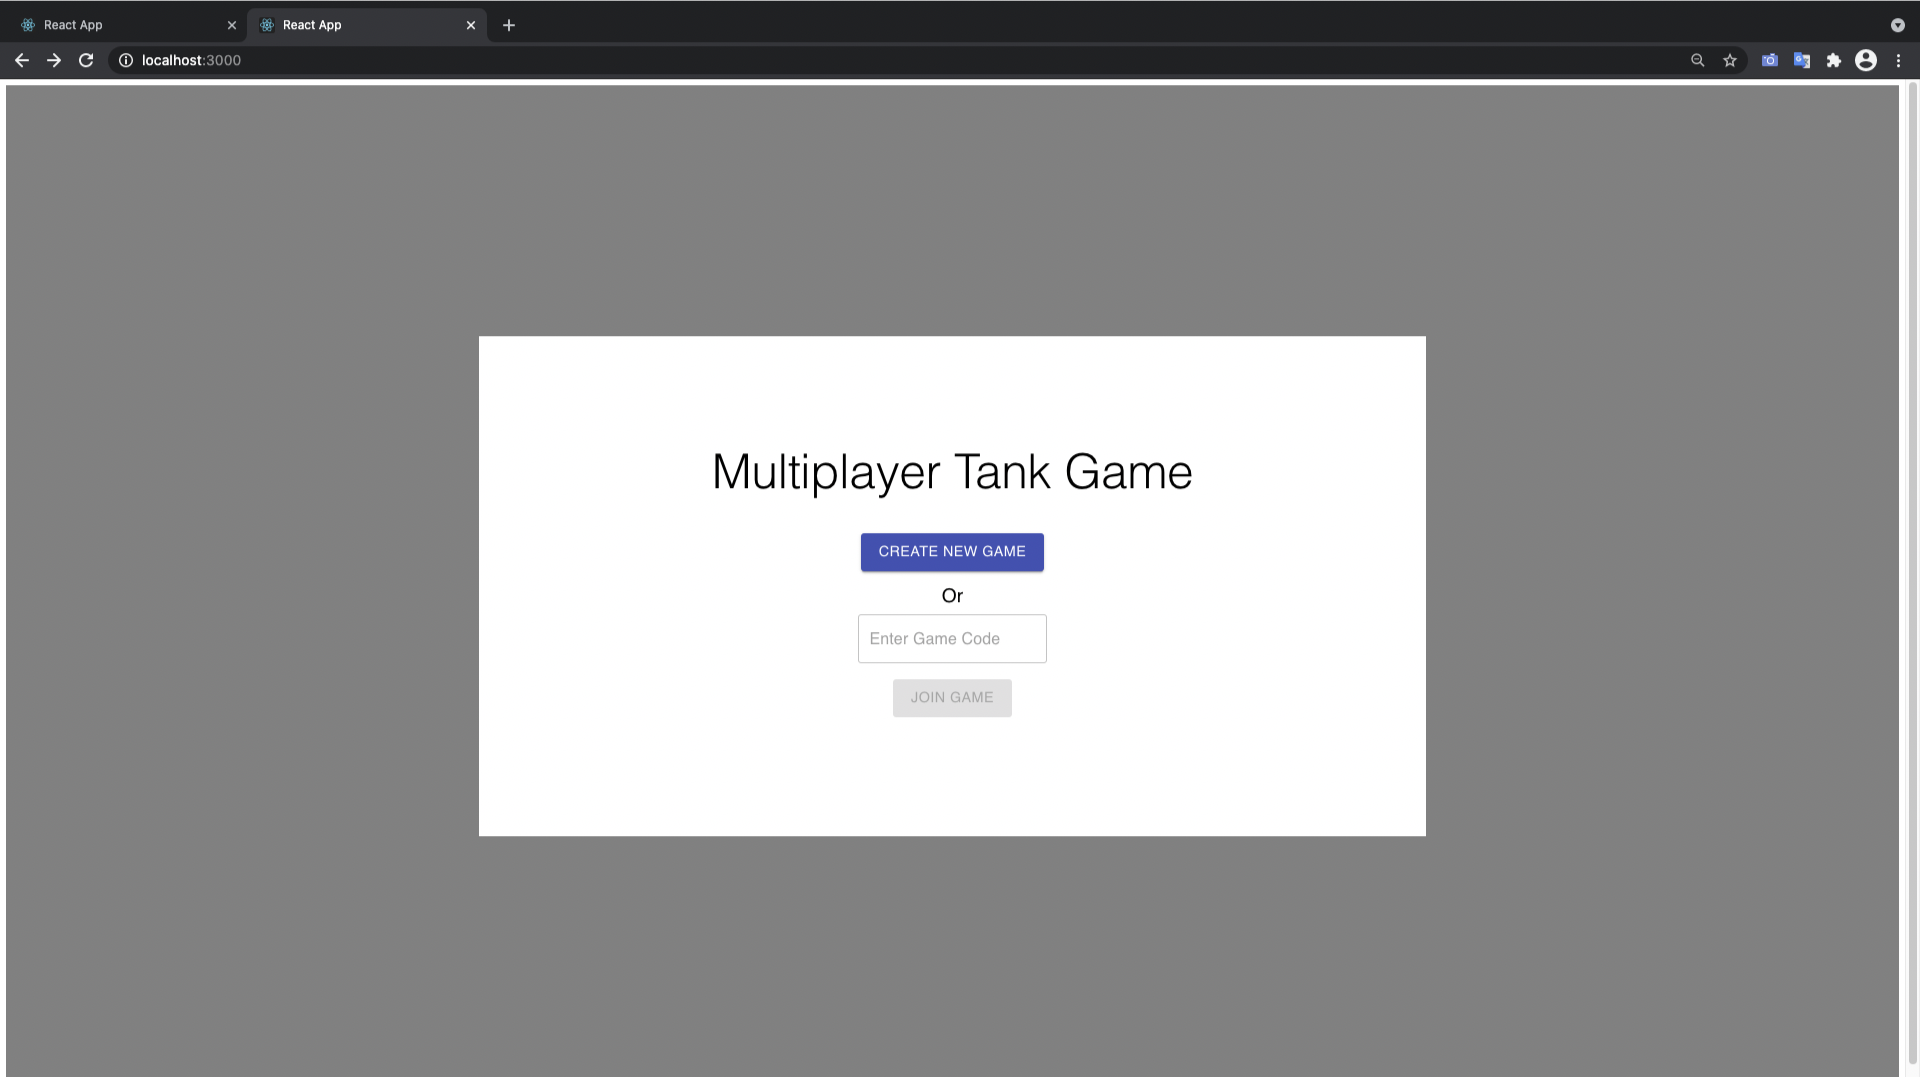 React App
React App
localhost:3000
Multiplayer Tank Game
CREATE NEW GAME
Or
Enter Game Code
JOIN GAME